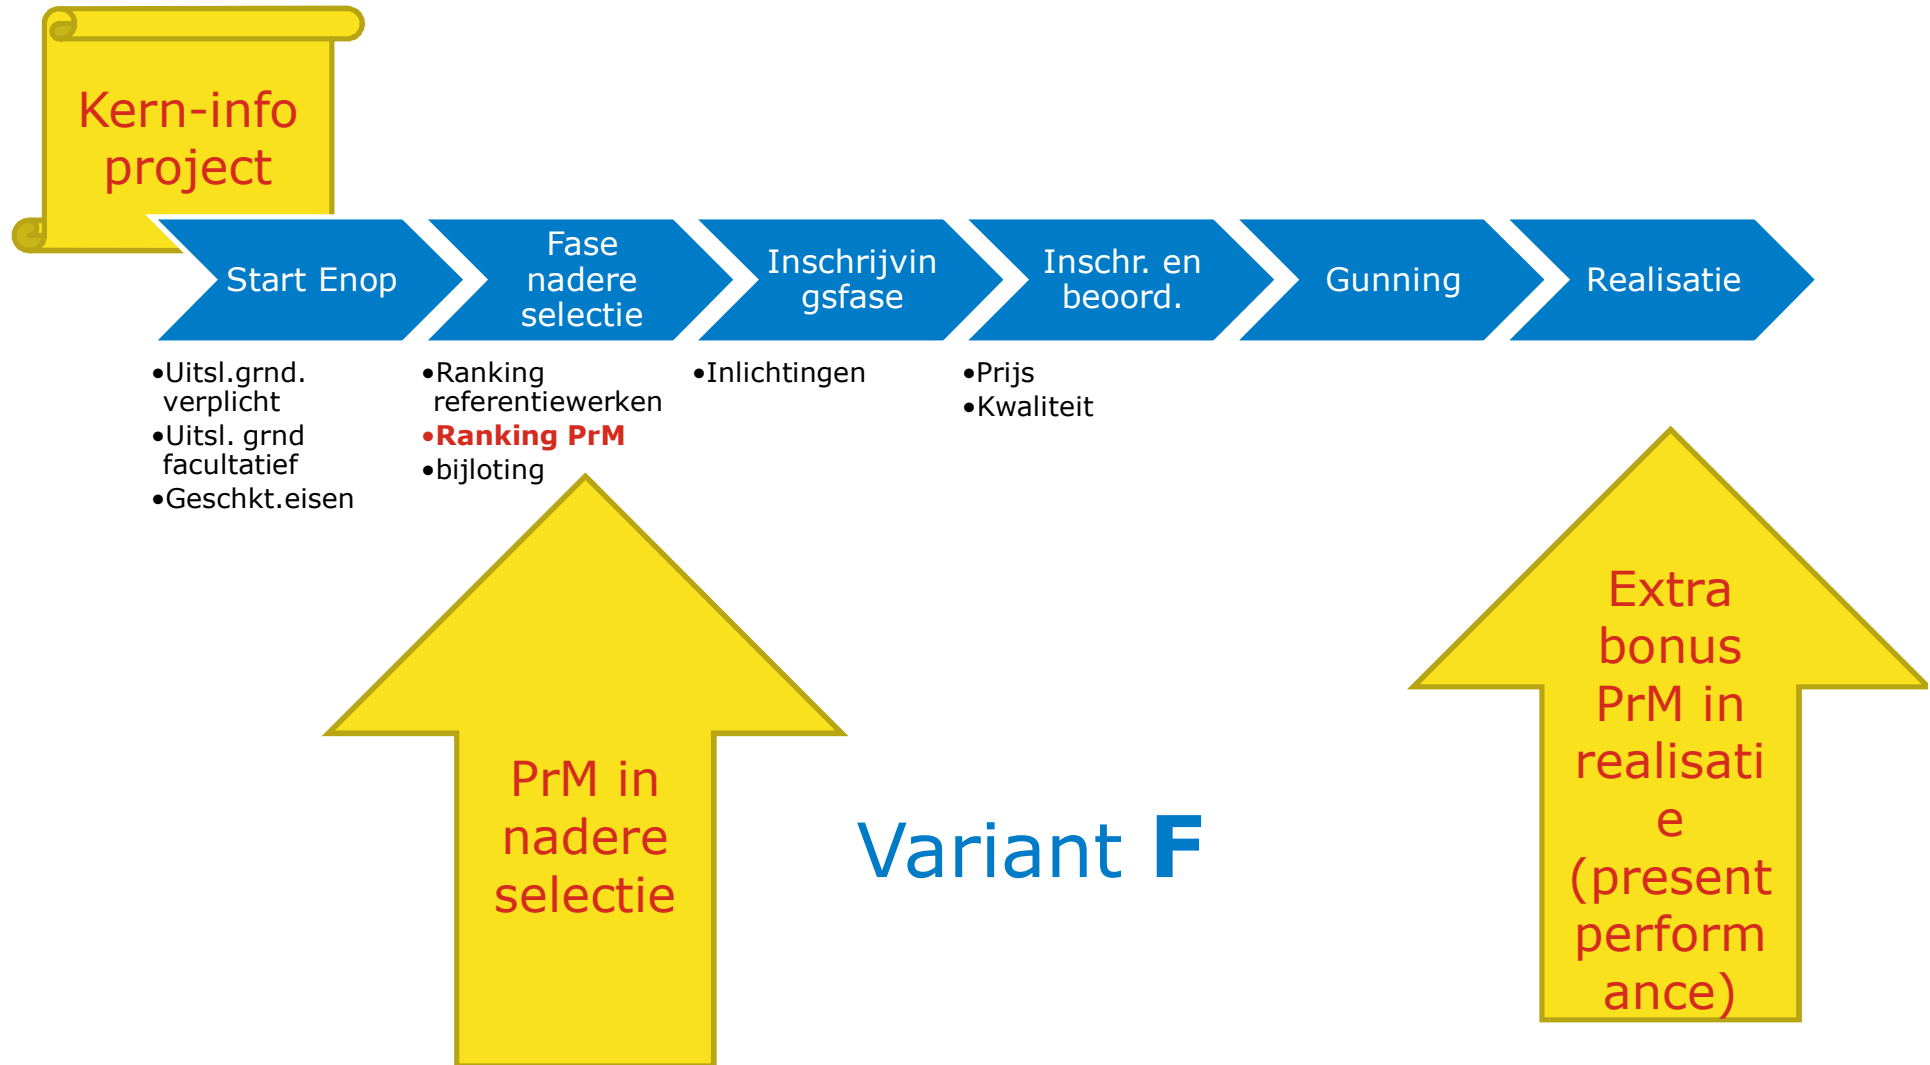 Kern-info
project
Start Enop
Fase
nadere
selectie
Inschrijvin
gsfase
Inschr. en
beoord.
Gunning
Realisatie
•Uitsl.grnd.
verplicht
•Uitsl. grnd
facultatief
•Geschkt.eisen
•Ranking
referentiewerken
•Ranking PrM
•bijloting
•Inlichtingen
•Prijs
•Kwaliteit
PrM in
nadere
selectie
Variant F
Extra
bonus
PrM in
realisati
e
(present
perform
ance)